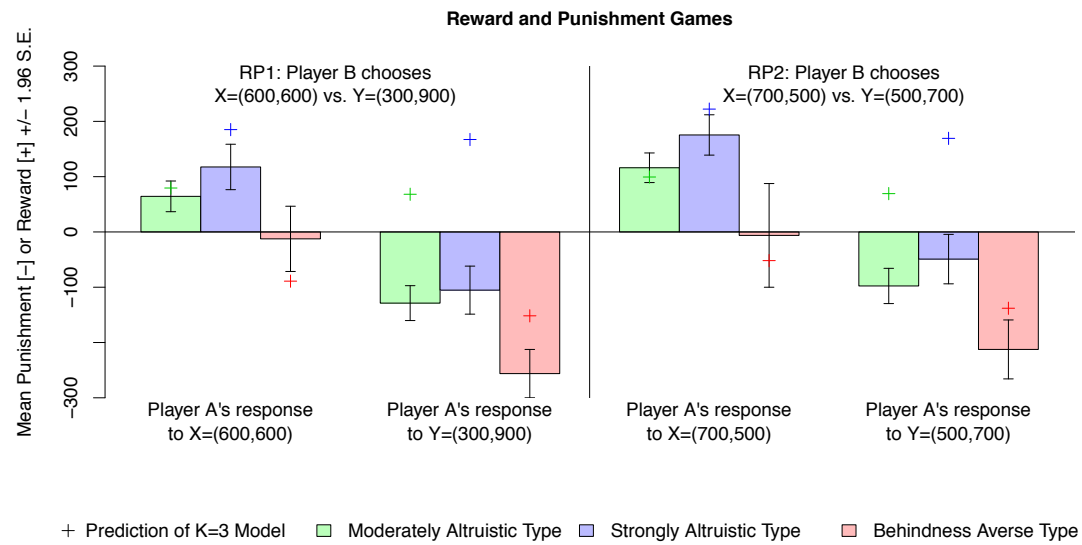 Reward and Punishment Games
Mean Punishment [−] or Reward [+] +/− 1.96 S.E.
300
200
100
0
−100
−300
RP1: Player B chooses
X=(600,600) vs. Y=(300,900)
RP2: Player B chooses
X=(700,500) vs. Y=(500,700)
Player A's response
to X=(600,600)
Player A's response
to Y=(300,900)
Player A's response
to X=(700,500)
Player A's response
to Y=(500,700)
Prediction of K=3 Model
Moderately Altruistic Type
Strongly Altruistic Type
Behindness Averse Type